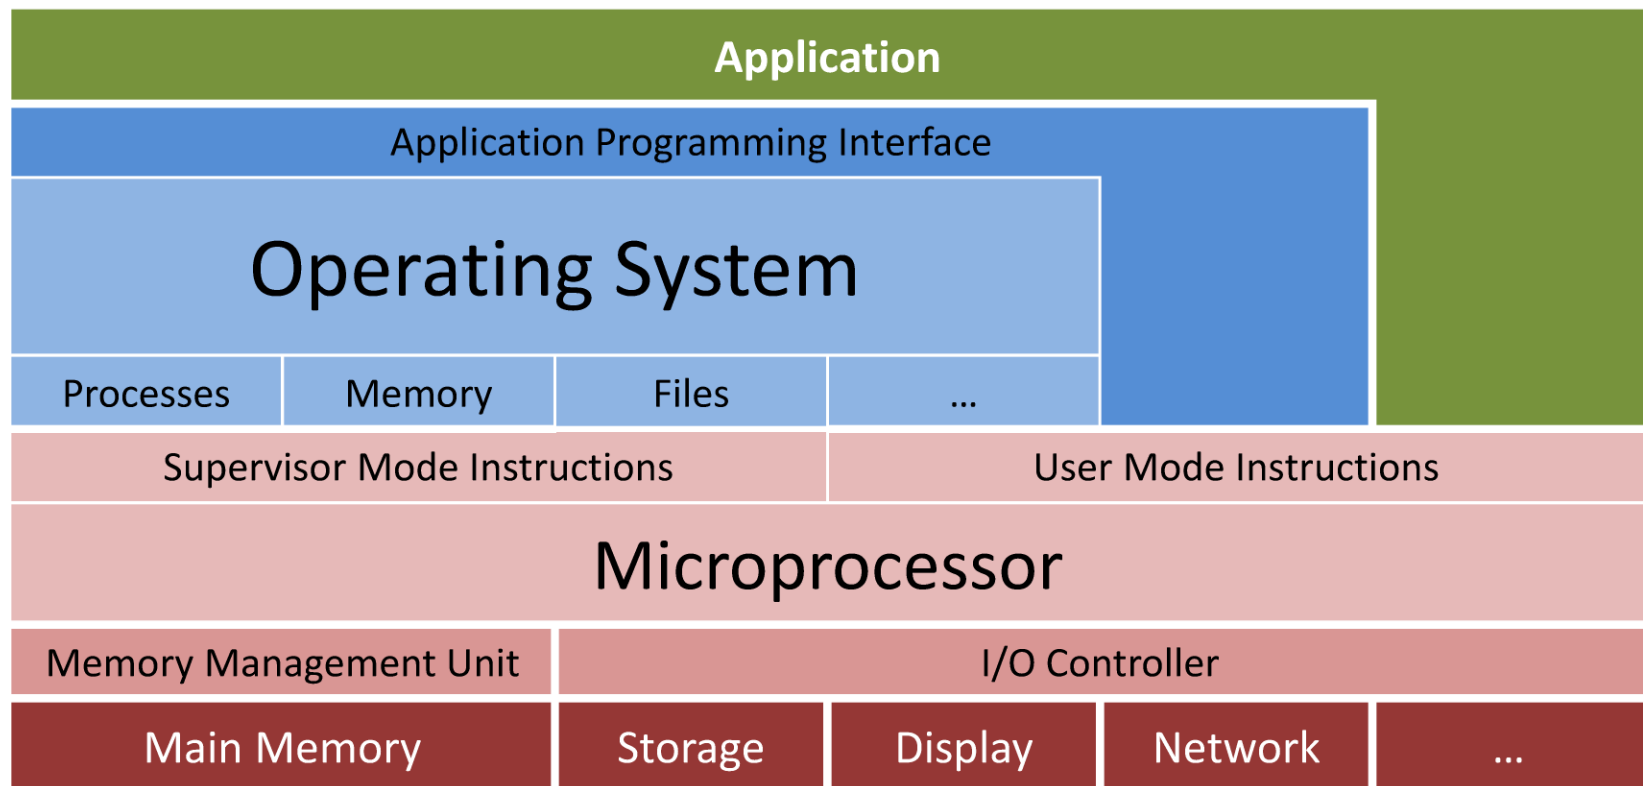 Application
Application Programming Interface
Operating System
Processes Memory Files …
Supervisor Mode Instructions User Mode Instructions
Microprocessor
Memory Management Unit I/O Controller
Main Memory Storage Display Network …